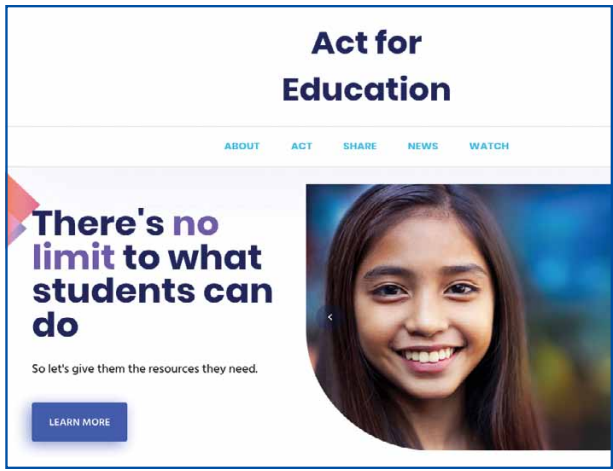 Act for
Education
ABOUT ACT SHARE NEWS WATCH
There's no
limit to what
students can
do
So let's give them the resources they need.
LEARN MORE